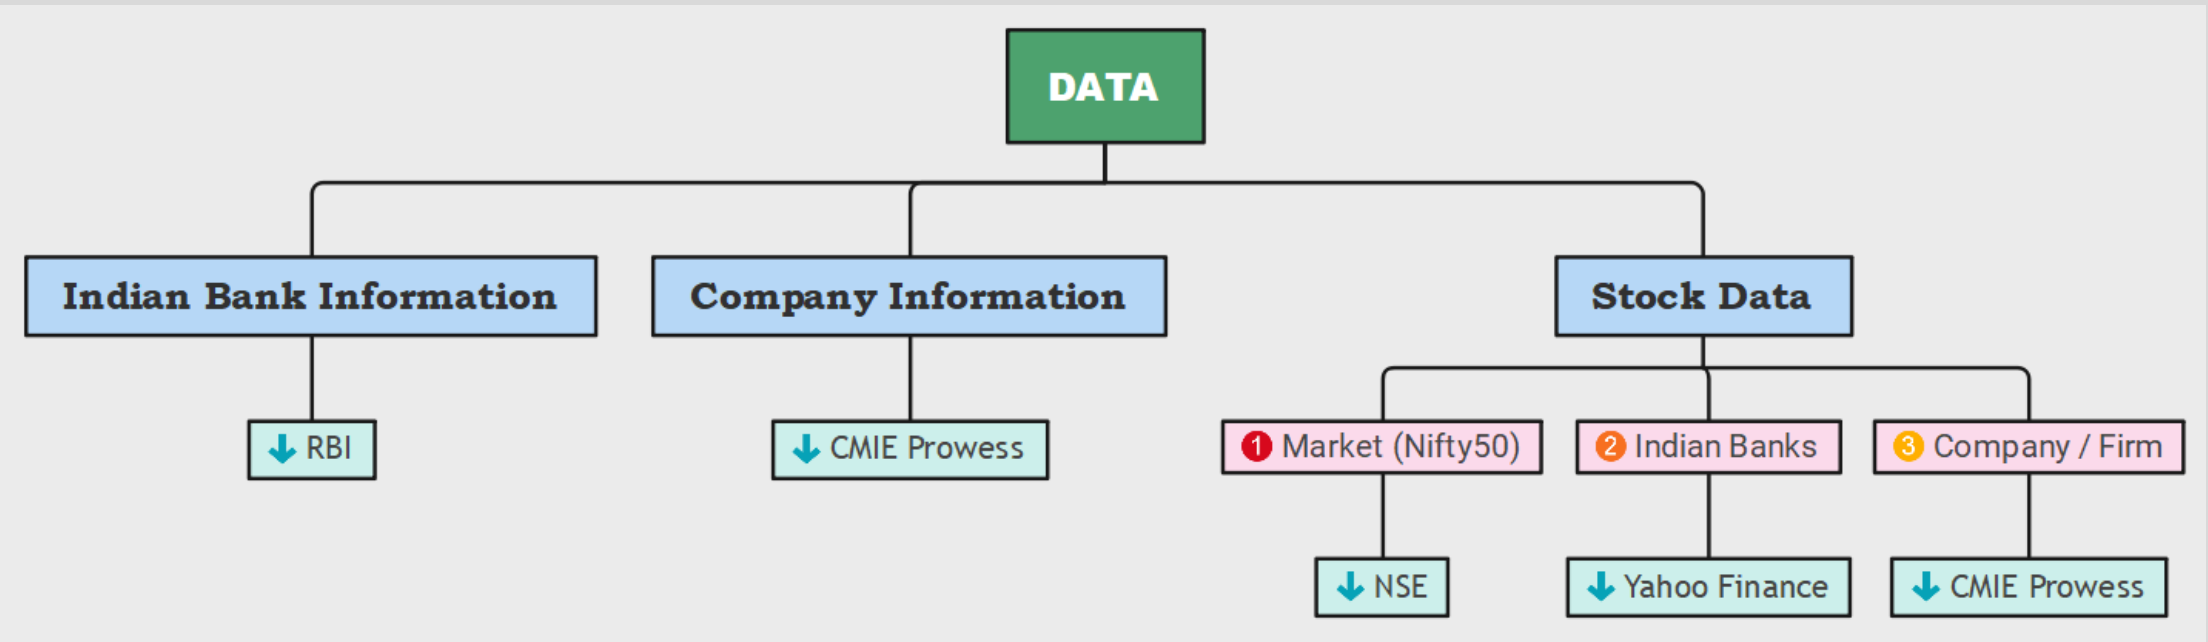 DATA
Indian Bank Information
Company Information
Stock Data
RBI
CMIE Prowess
1 Market (Nifty50)
2 Indian Banks
3 Company / Firm
NSE
Yahoo Finance
CMIE Prowess